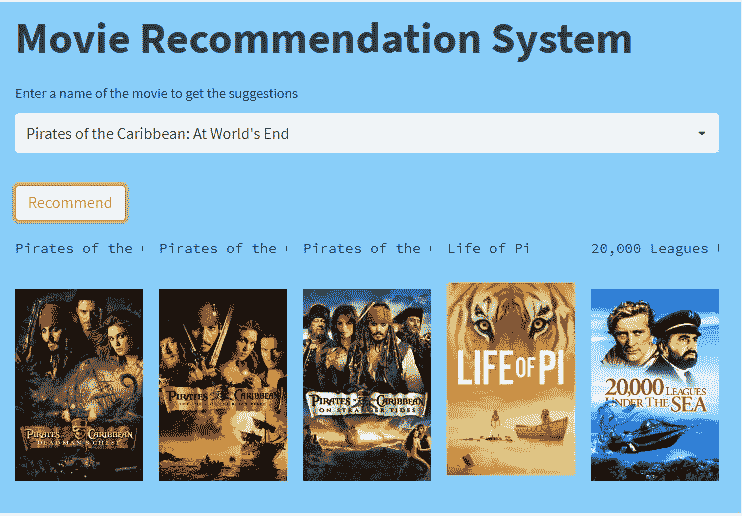 Movie Recommendation System
Enter a name of the movie to get the suggestions
Pirates of the Caribbean: At World's End
Recommend
Pirates of the
Pirates of the
Pirates of the
Life of Pi
20,000 Leagues
PIRATES of the CARIBBEAN
DEAD MAN'S CHEST
PIRATES of the CARIBBEAN
PIRATES of the CARIBBEAN
ON STRANGER TIDES
LIFE OF PI
20,000 LEAGUES
UNDER THE SEA